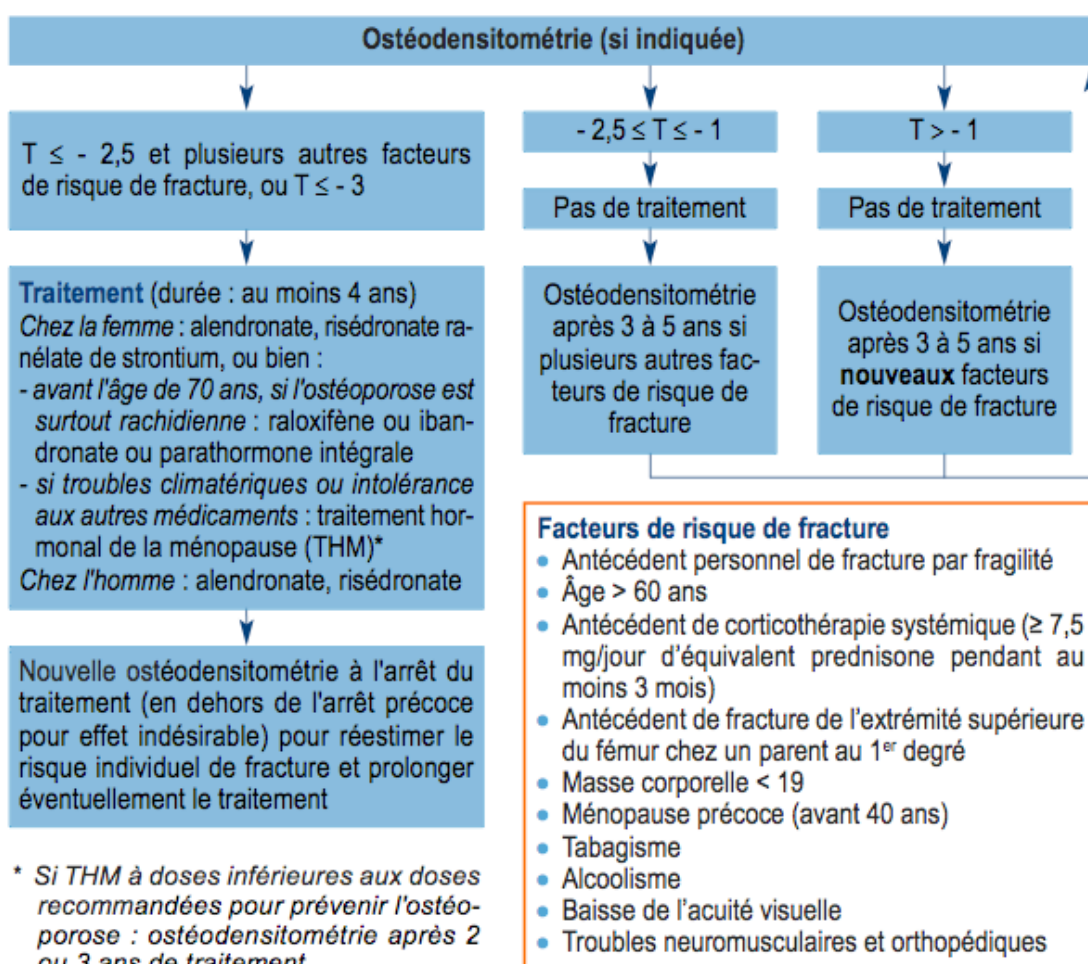 Ostéodensitométrie (si indiquée)
T ≤ - 2,5 et plusieurs autres facteurs
de risque de fracture, ou T ≤ - 3
Traitement (durée : au moins 4 ans)
Chez la femme : alendronate, risédronate ra-
nélate de strontium, ou bien :
- avant l'âge de 70 ans, si l'ostéoporose est
surtout rachidienne : raloxifène ou iban-
dronate ou parathormone intégrale
- si troubles climatériques ou intolérance
aux autres médicaments : traitement hor-
monal de la ménopause (THM)*
Chez l'homme : alendronate, risédronate
Nouvelle ostéodensitométrie à l'arrêt du
traitement (en dehors de l'arrêt précoce
pour effet indésirable) pour réestimer le
risque individuel de fracture et prolonger
éventuellement le traitement
* Si THM à doses inférieures aux doses
recommandées pour prévenir l'ostéo-
porose : ostéodensitométrie après 2
ou 3 ans de traitement
- 2,5 ≤ T ≤ - 1
Pas de traitement
Ostéodensitométrie
après 3 à 5 ans si
plusieurs autres fac-
teurs de risque de
fracture
T > - 1
Pas de traitement
Ostéodensitométrie
après 3 à 5 ans si
nouveaux facteurs
de risque de fracture
Facteurs de risque de fracture
• Antécédent personnel de fracture par fragilité
• Âge > 60 ans
• Antécédent de corticothérapie systémique (≥ 7,5
mg/jour d'équivalent prednisone pendant au
moins 3 mois)
• Antécédent de fracture de l'extrémité supérieure
du fémur chez un parent au 1er degré
• Masse corporelle < 19
• Ménopause précoce (avant 40 ans)
• Tabagisme
• Alcoolisme
• Baisse de l'acuité visuelle
• Troubles neuromusculaires et orthopédiques